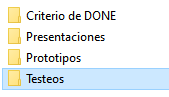 Criterio de DONE
Presentaciones
Prototipos
Testeos